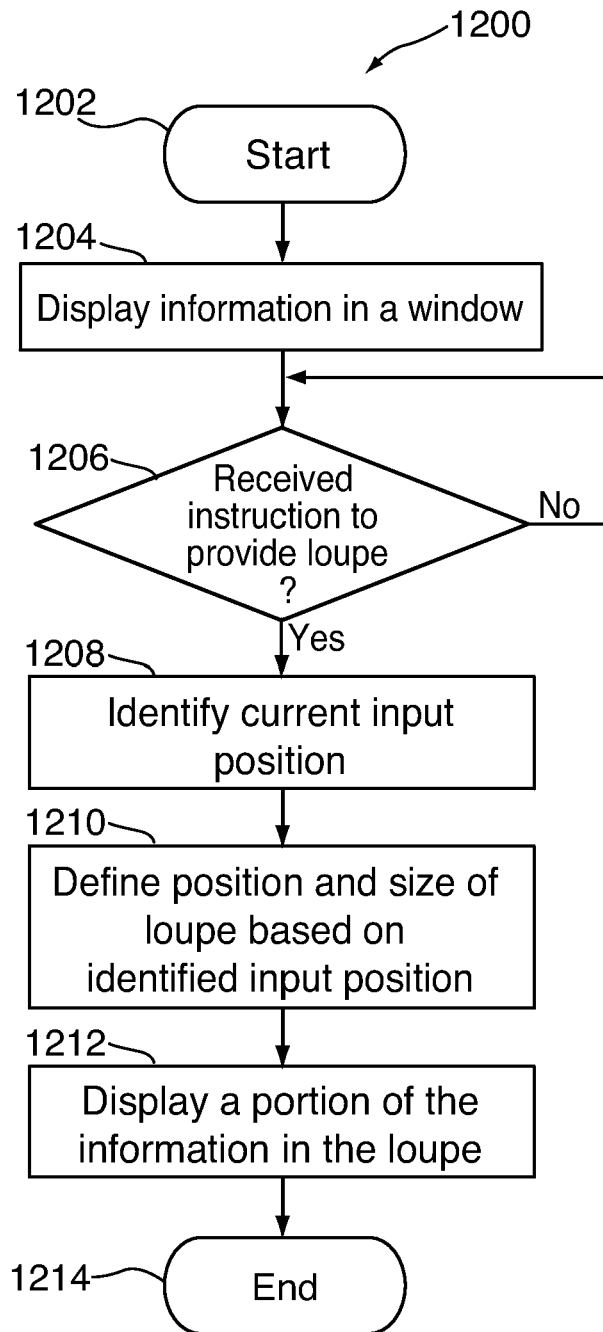 1200
1202
Start
1204
Display information in a window
1206
Received
instruction to
provide loupe
?
No
Yes
1208
Identify current input
position
1210
Define position and size of
loupe based on
identified input position
1212
Display a portion of the
information in the loupe
1214
End